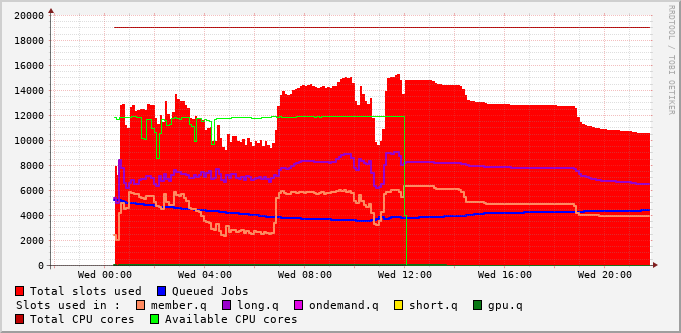 20000
18000
16000
14000
12000
10000
8000
6000
4000
2000
0
Wed 00:00 Wed 04:00 Wed 08:00 Wed 12:00 Wed 16:00 Wed 20:00
RRDTOOL / TOBI OETIKER
Total slots used Queued Jobs
Slots used in : member.q long.q ondemand.q short.q gpu.q
Total CPU cores Available CPU cores